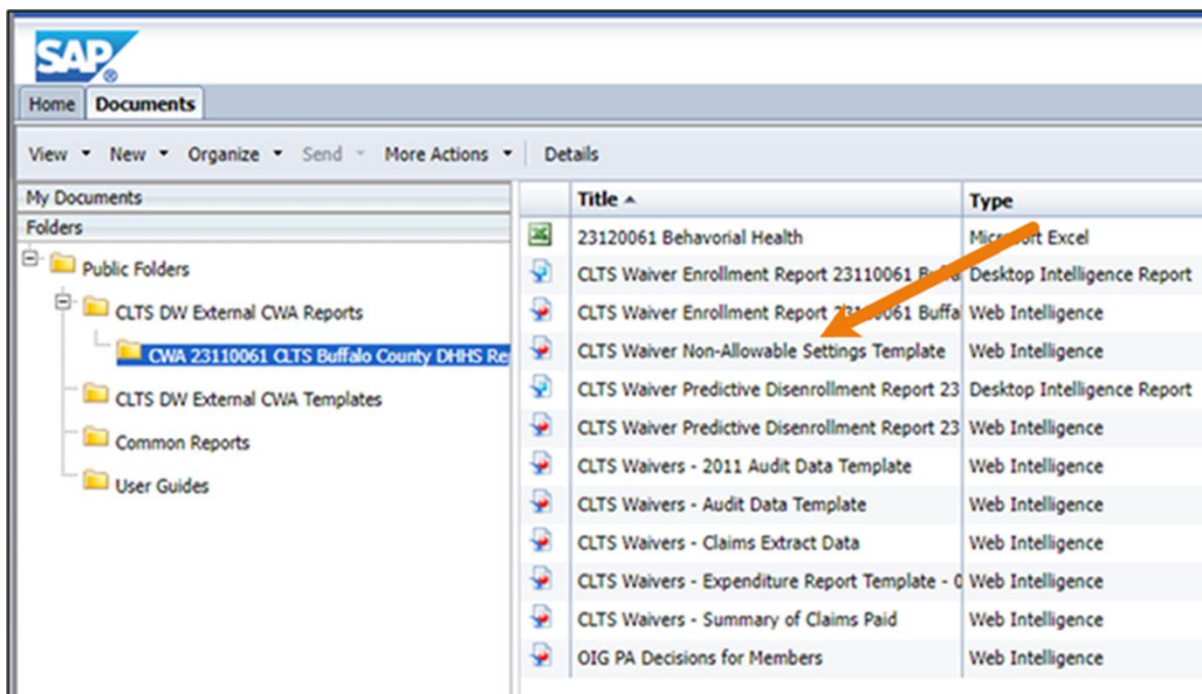 SAP®
Home Documents
View New Organize Send More Actions Details
My Documents
Folders
Public Folders
CLTS DW External CWA Reports
CWA 23110061 CLTS Buffalo County DHHS Re
CLTS DW External CWA Templates
Common Reports
User Guides
Title Type
23120061 Behavorial Health Microsoft Excel
CLTS Waiver Enrollment Report 23110061 Desktop Intelligence Report
CLTS Waiver Enrollment Report Buffa Web Intelligence
CLTS Waiver Non-Allowable Settings Template Web Intelligence
CLTS Waiver Predictive Disenrollment Report 23 Desktop Intelligence Report
CLTS Waiver Predictive Disenrollment Report 23 Web Intelligence
CLTS Waivers - 2011 Audit Data Template Web Intelligence
CLTS Waivers - Audit Data Template Web Intelligence
CLTS Waivers - Claims Extract Data Web Intelligence
CLTS Waivers - Expenditure Report Template - 0 Web Intelligence
CLTS Waivers - Summary of Claims Paid Web Intelligence
OIG PA Decisions for Members Web Intelligence